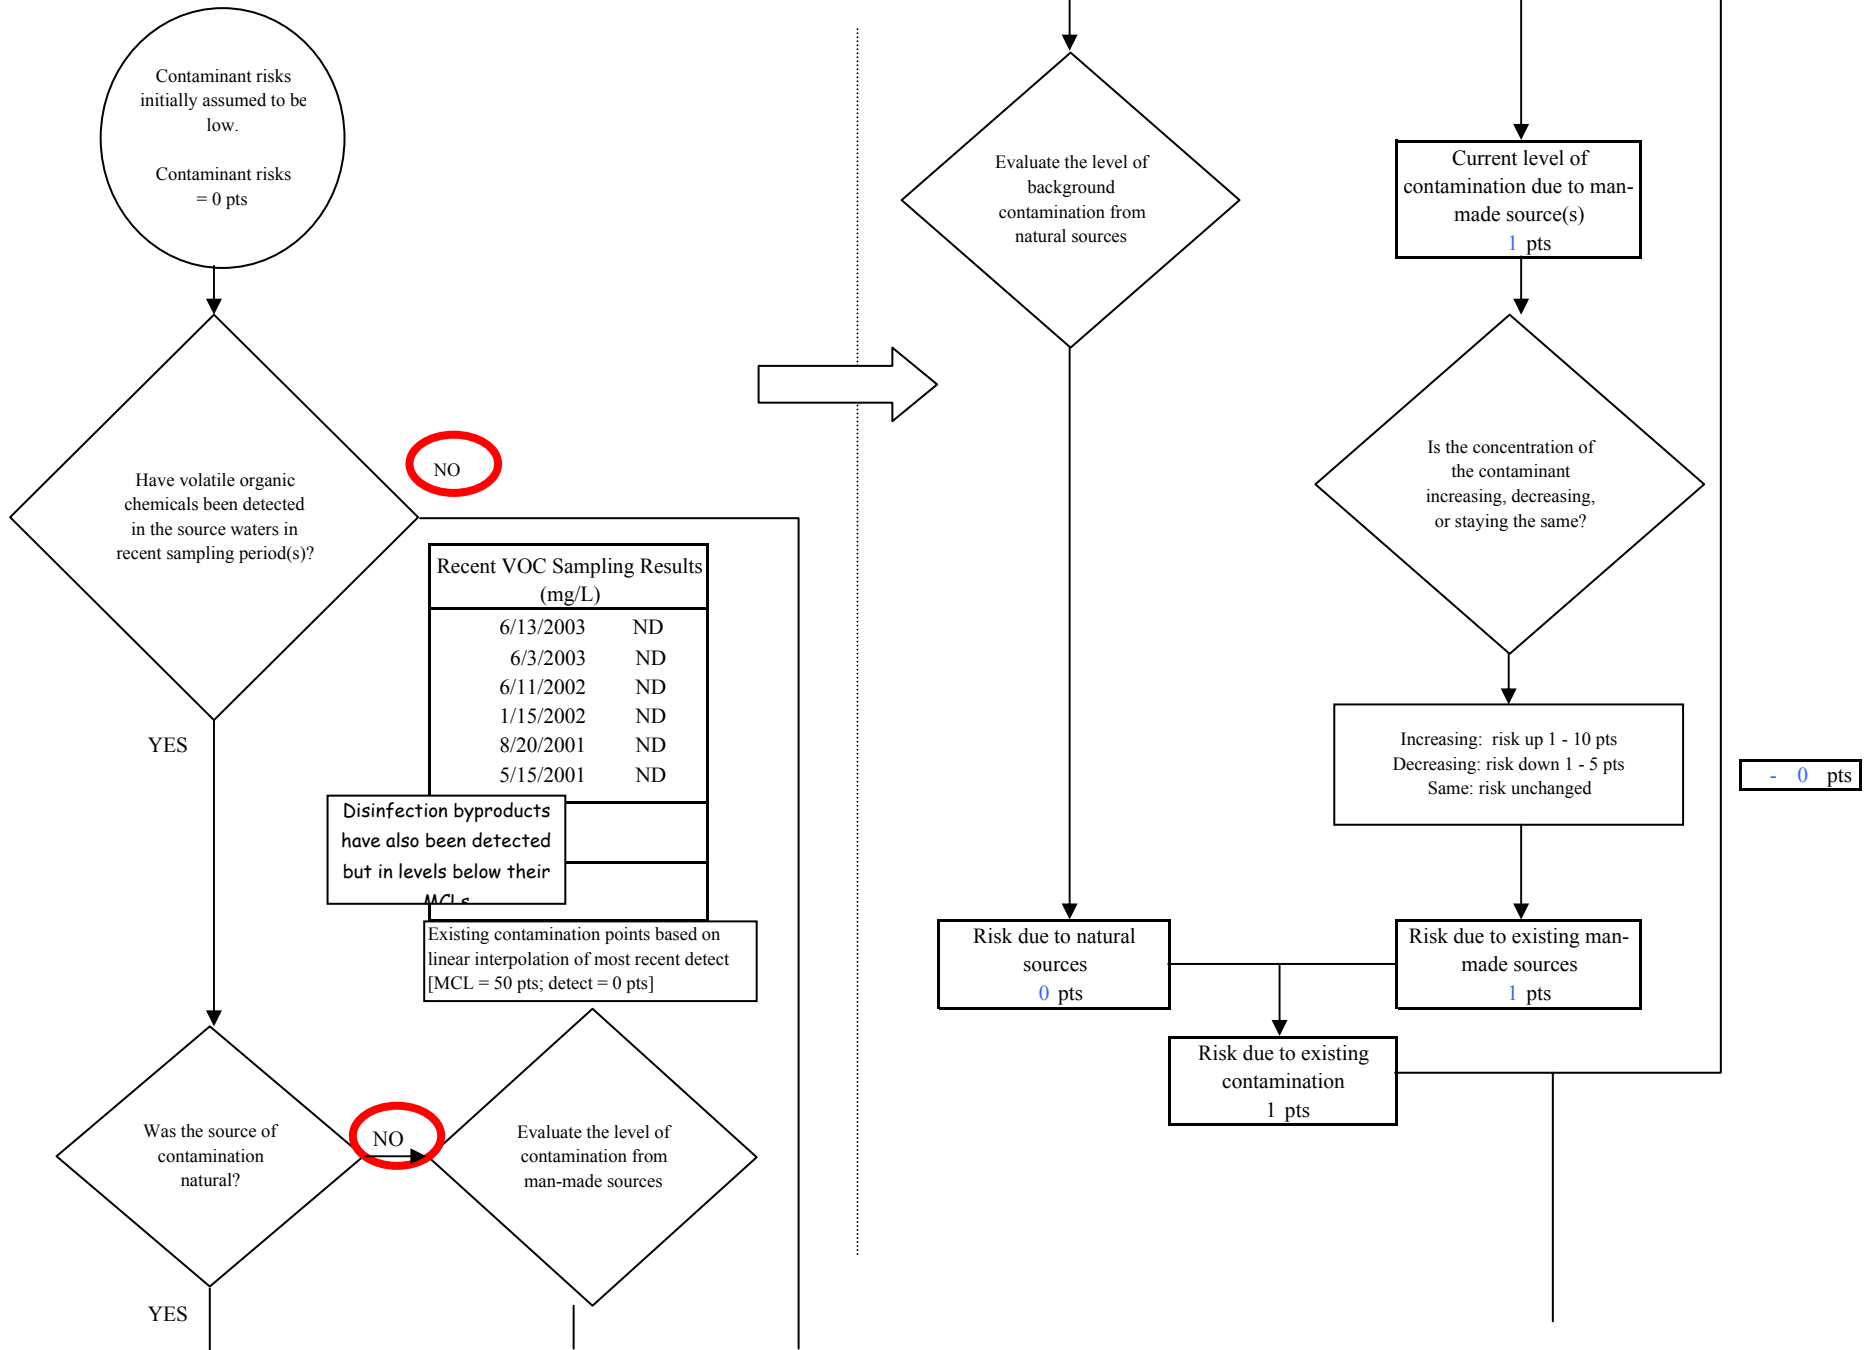 Contaminant risks
initially assumed to be
low.
Contaminant risks
= 0 pts
Have volatile organic
chemicals been detected
in the source waters in
recent sampling period(s)?
NO
YES
Recent VOC Sampling Results
(mg/L)
6/13/2003 ND
6/3/2003 ND
6/11/2002 ND
1/15/2002 ND
8/20/2001 ND
5/15/2001 ND
Disinfection byproducts
have also been detected
but in levels below their
MCLs
Existing contamination points based on
linear interpolation of most recent detect
[MCL = 50 pts; detect = 0 pts]
Was the source of
contamination
natural?
NO
YES
Evaluate the level of
contamination from
man-made sources
Evaluate the level of
background
contamination from
natural sources
Current level of
contamination due to man-
made source(s)
1 pts
Is the concentration of
the contaminant
increasing, decreasing,
or staying the same?
Increasing: risk up 1 - 10 pts
Decreasing: risk down 1 - 5 pts
Same: risk unchanged
- 0 pts
Risk due to natural
sources
0 pts
Risk due to existing man-
made sources
1 pts
Risk due to existing
contamination
1 pts